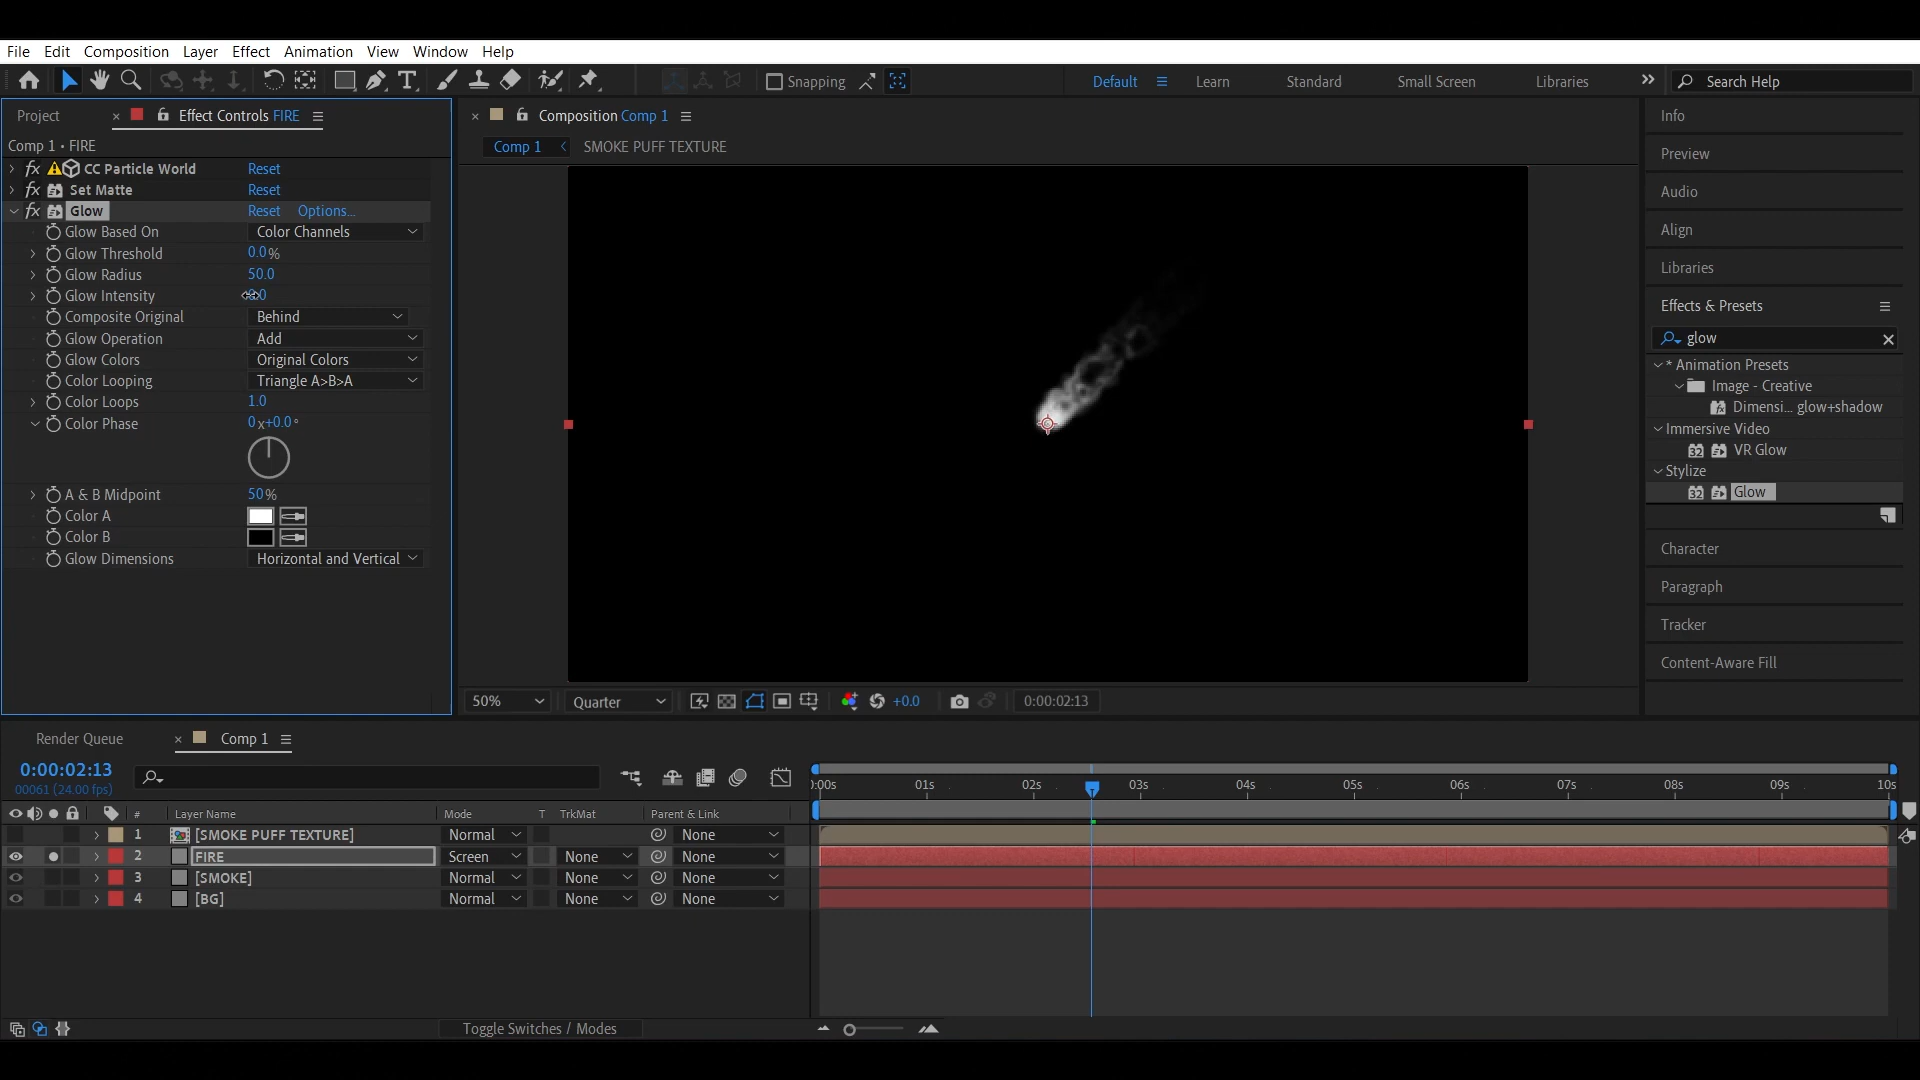 File Edit Composition Layer Effect Animation View Window Help
Snapping Default Learn Standard Small Screen Libraries Search Help
Project Effect Controls FIRE
Comp 1 • FIRE
fx CC Particle World Reset
fx Set Matte Reset
fx Glow Reset Options...
Glow Based On Color Channels
Glow Threshold 0.0%
Glow Radius 50.0
Glow Intensity
Composite Original Behind
Glow Operation Add
Glow Colors Original Colors
Color Looping Triangle A>B>A
Color Loops 1.0
Color Phase 0x+0.0°
A & B Midpoint 50%
Color A
Color B
Glow Dimensions Horizontal and Vertical
Composition Comp 1
Comp 1 SMOKE PUFF TEXTURE
50% Quarter +0.0 0:00:02:13
Info
Preview
Audio
Align
Libraries
Effects & Presets
glow
* Animation Presets
Image - Creative
Dimensi... glow+shadow
Immersive Video
32 VR Glow
Stylize
32 Glow
Character
Paragraph
Tracker
Content-Aware Fill
Render Queue Comp 1
0:00:02:13
00061 (24.00 fps)
:00s 01s 02s 03s 04s 05s 06s 07s 08s 09s 10s
# Layer Name Mode T TrkMat Parent & Link
1 [SMOKE PUFF TEXTURE] Normal None
2 FIRE Screen None None
3 [SMOKE] Normal None None
4 [BG] Normal None None
Toggle Switches / Modes